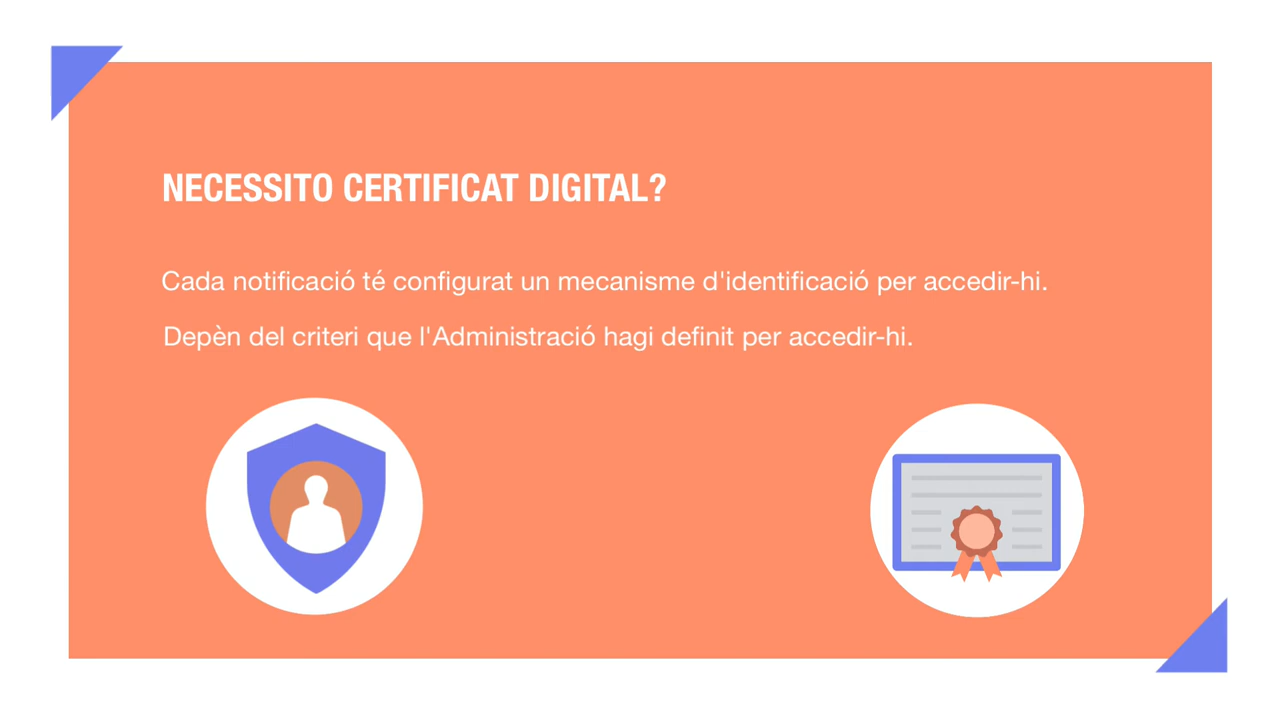 NECESSITO CERTIFICAT DIGITAL?
Cada notificació té configurat un mecanisme d'identificació per accedir-hi.
Depèn del criteri que l'Administració hagi definit per accedir-hi.